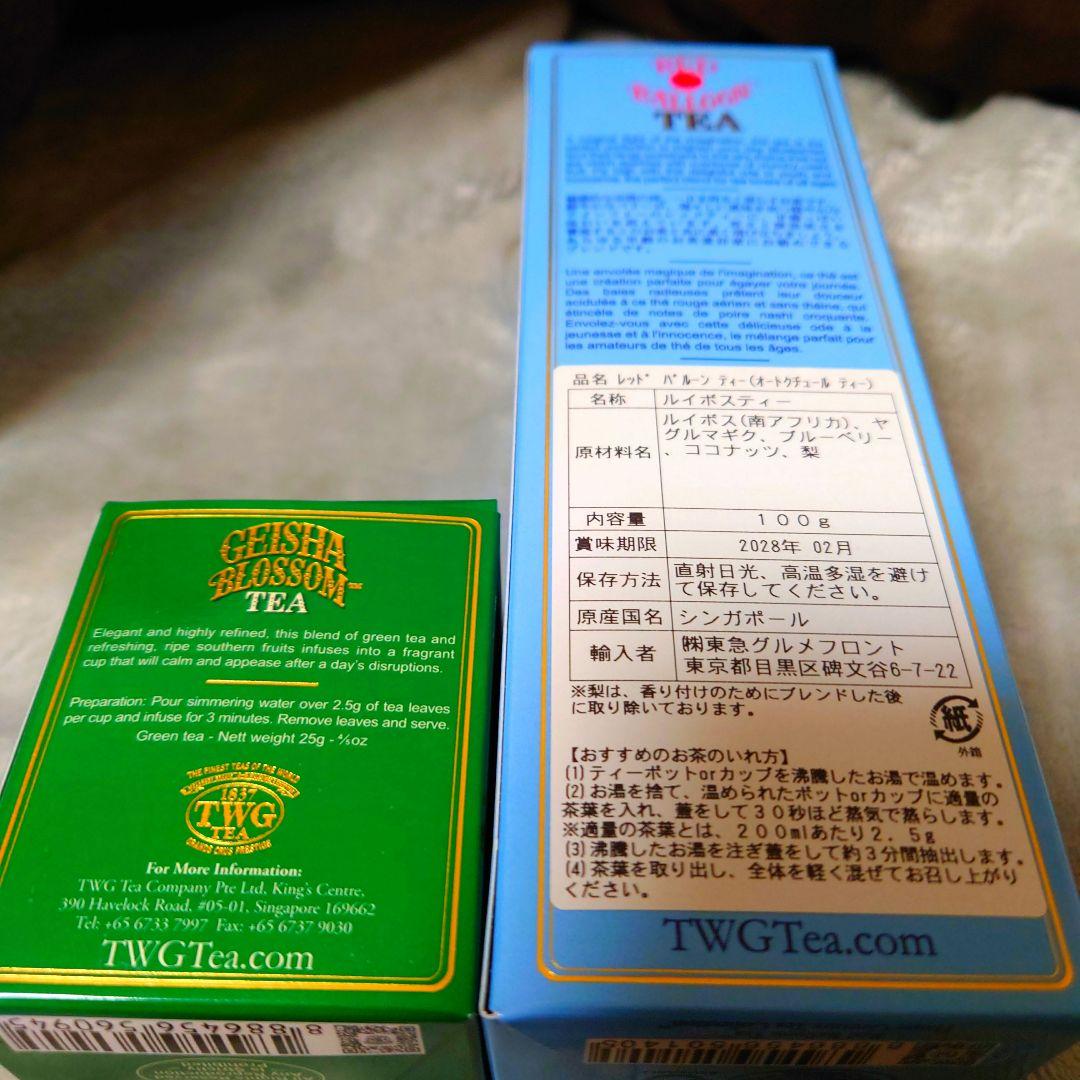 GEISHA
BLOSSOM™
TEA
Elegant and highly refined, this blend of green tea and
refreshing, ripe southern fruits infuses into a fragrant
cup that will calm and appease after a day's disruptions.
Preparation: Pour simmering water over 2.5g of tea leaves
per cup and infuse for 3 minutes. Remove leaves and serve.
Green tea - Nett weight 25g - ⅘oz
THE FINEST TEAS OF THE WORLD
1837
TWG
TEA
GRANDS CRUS PRESTIGE
For More Information:
TWG Tea Company Pte Ltd, King's Centre,
390 Havelock Road, #05-01, Singapore 169662
Tel: +65 6733 7997 Fax: +65 6737 9030
TWGTea.com
8 886456 560945
RED
BALLOON
TEA
Une envolée magique de l'imagination, ce thé est
une création parfaite pour égayer votre journée.
Des baies radieuses prêtent leur douceur
acidulée à ce thé rouge aérien et sans théine, qui
étincèle de notes de poire nashi croquante.
Envolez-vous avec cette délicieuse ode à la
jeunesse et à l'innocence, le mélange parfait pour
les amateurs de thé de tous les âges.
品名 ﾚｯﾄﾞ ﾊﾞﾙｰﾝ ﾃｨｰ(ｵｰﾄｸﾁｭｰﾙ ﾃｨｰ)
名称 ルイボスティー
原材料名 ルイボス(南アフリカ)、ヤ
グルマギク、ブルーベリー
、ココナッツ、梨
内容量 １００ｇ
賞味期限 2028年 02月
保存方法 直射日光、高温多湿を避け
て保存してください。
原産国名 シンガポール
輸入者 ㈱東急グルメフロント
東京都目黒区碑文谷6-7-22
※梨は、香り付けのためにブレンドした後
に取り除いております。
紙
外箱
【おすすめのお茶のいれ方】
(1)ティーポットorカップを沸騰したお湯で温めます。
(2)お湯を捨て、温められたポットorカップに適量の
茶葉を入れ、蓋をして３０秒ほど蒸気で蒸らします。
※適量の茶葉とは、２００mlあたり２．５g
(3)沸騰したお湯を注ぎ蓋をして約３分間抽出します。
(4)茶葉を取り出し、全体を軽く混ぜてお召し上がり
ください。
TWGTea.com